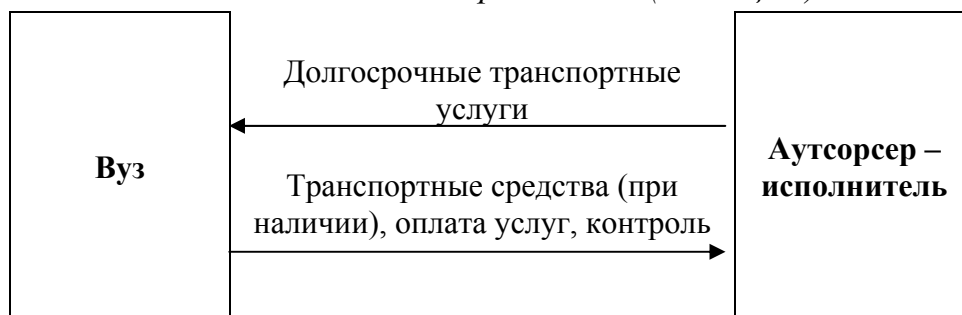 Долгосрочные транспортные
услуги
Вуз
Аутсорсер –
исполнитель
Транспортные средства (при
наличии), оплата услуг, контроль